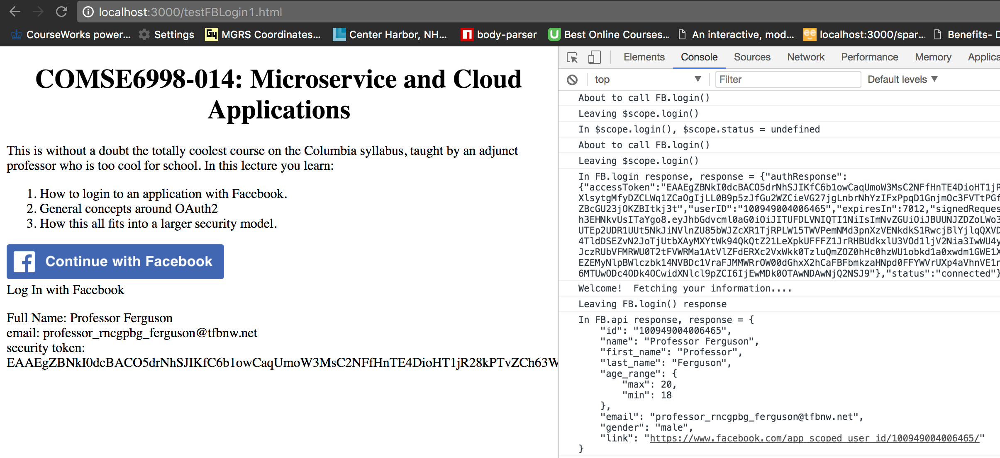 localhost:3000/testFBLogin1.html
CourseWorks power... Settings Gy MGRS Coordinates... Center Harbor, NH... body-parser Best Online Courses... An interactive, mod... localhost:3000/spar... Benefits- D
COMSE6998-014: Microservice and Cloud
Applications
This is without a doubt the totally coolest course on the Columbia syllabus, taught by an adjunct
professor who is too cool for school. In this lecture you learn:
1. How to login to an application with Facebook.
2. General concepts around OAuth2
3. How this all fits into a larger security model.
Continue with Facebook
Log In with Facebook
Full Name: Professor Ferguson
email: professor_rncgpbg_ferguson@tfbnw.net
security token:
EAAEgZBNkI0dcBACO5drNhSJIKfC6b1owCaqUmoW3MsC2NFfHnTE4DioHT1jR28kPTvZCh63W
Elements Console Sources Network Performance Memory Applica
top Filter Default levels
About to call FB.login()
Leaving $scope.login()
In $scope.login(), $scope.status = undefined
About to call FB.login()
Leaving $scope.login()
In FB.login response, response = {"authResponse":
{"accessToken":"EAAEgZBNkI0dcBACO5drNhSJIKfC6b1owCaqUmoW3MsC2NFfHnTE4DioHT1jR
XlsytgMfyDZCLWq1ZCaOgIjLL0B9p5zJfGu2WZCieVG27jgLnbrNhYzIFxPpqD1GnjmOc3FVTtPGf
ZBcGU23jOKZBItkj3t","userID":"100949004006465","expiresIn":7012,"signedReques
h3EHNkvUsITaYgo8.eyJhbGdvcml0aG0iOiJITUFDLVNIQTI1NiIsImNvZGUiOiJBUUNJZDZoLWo3
UTEp2UDR1UUt5NkJiNVlnZU85bWJZcXR1TjRPLW15TWVPemNMd3pnXzVENkdkS1RwcjBlYjlqQXVD
4TldDSEZvN2JoTjUtbXAyMXYtWk94QkQtZ21LeXpkUFFFZ1JrRHBUdkxlU3VOd1ljV2Nia3IwWU4y
JczRUbVFMRWU0T2tFVWRMa1AtVlZFdERXc2VxWkk0TzluQmZOZ0hHc0hzWU1obkd1a0xwdm1GWE1X
EZEMyNlpBWlczbk14NVBDc1VraFJMMWRrOW00dGhxX2hCaFBFbmkzaHNpd0FFYWVrUXp4aVhnVE1n
6MTUwODc4ODk4OCwidXNlcl9pZCI6IjEwMDk0OTAwNDAwNjQ2NSJ9"},"status":"connected"}
Welcome!  Fetching your information....
Leaving FB.login() response
In FB.api response, response = {
"id": "100949004006465",
"name": "Professor Ferguson",
"first_name": "Professor",
"last_name": "Ferguson",
"age_range": {
"max": 20,
"min": 18
},
"email": "professor_rncgpbg_ferguson@tfbnw.net",
"gender": "male",
"link": "https://www.facebook.com/app_scoped_user_id/100949004006465/"
}